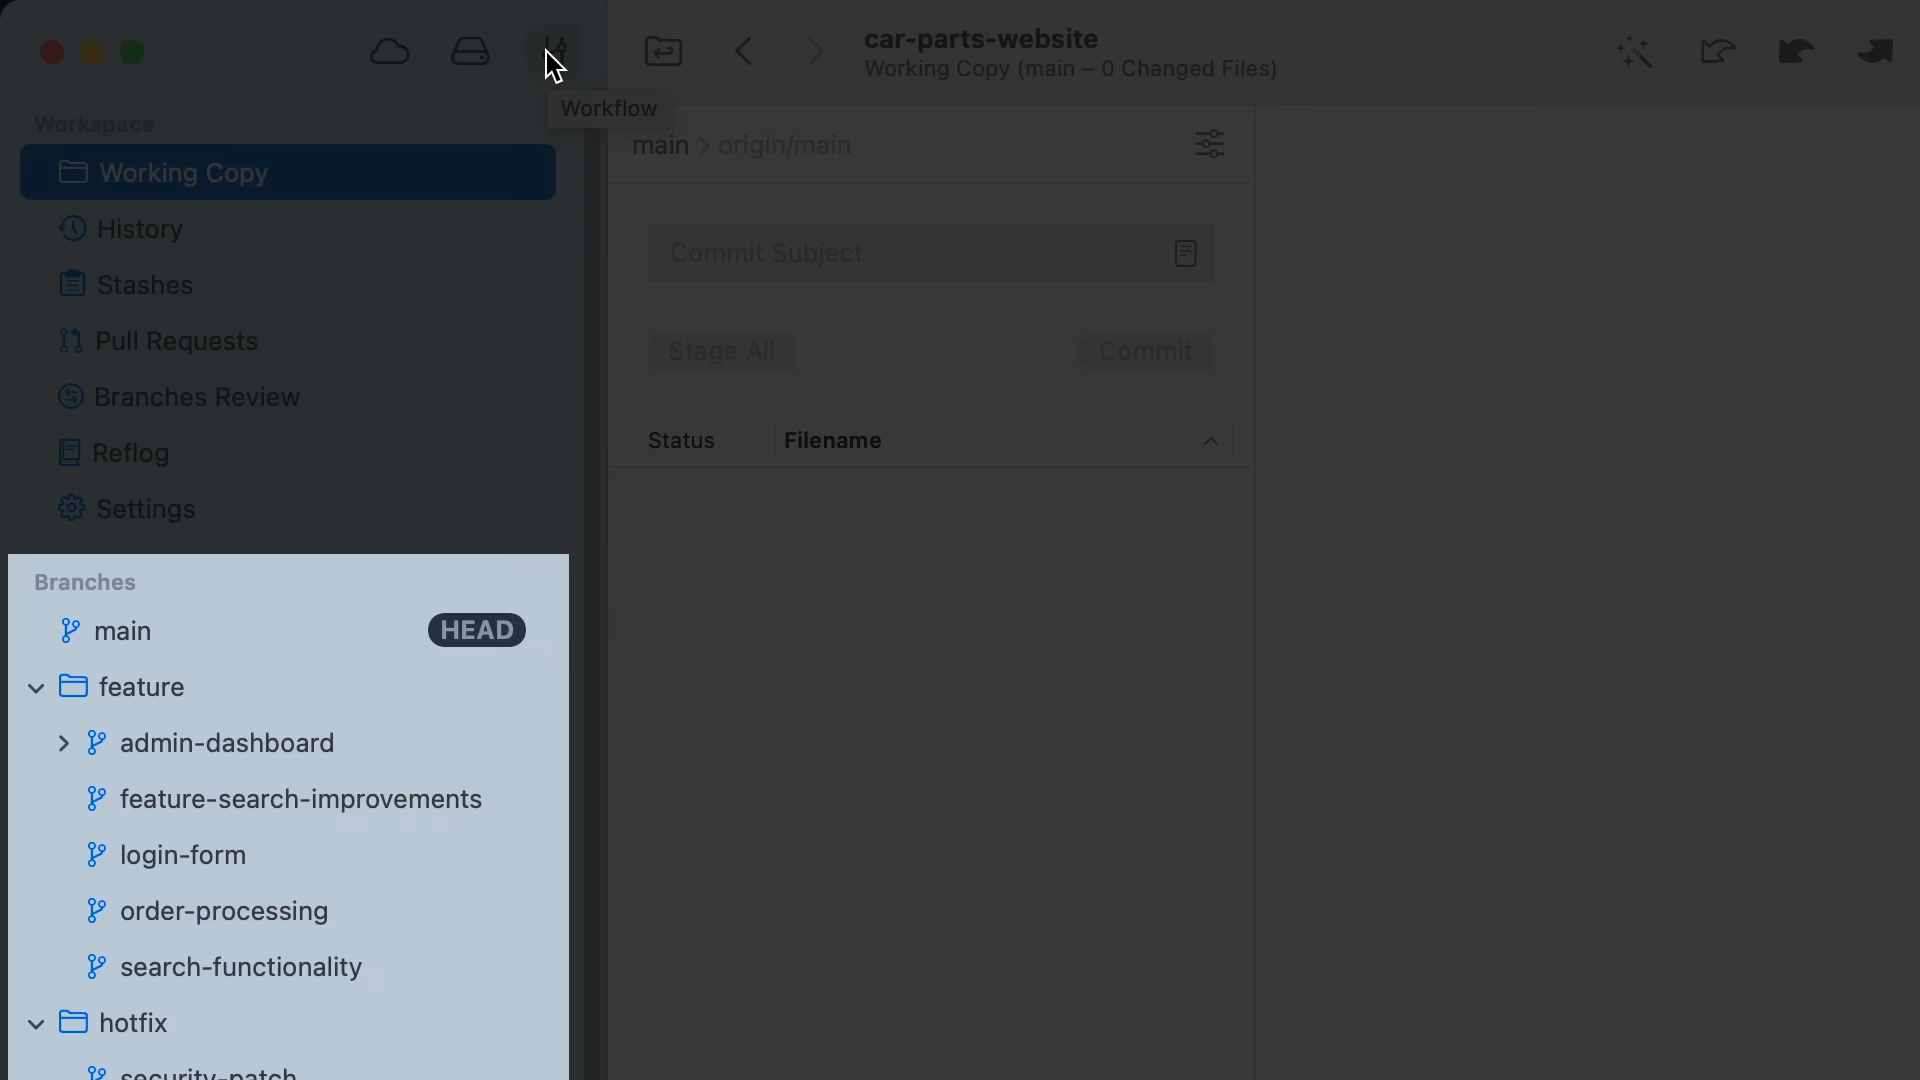 car-parts-website
Working Copy (main – 0 Changed Files)
Workflow
Workspace
Working Copy
History
Stashes
Pull Requests
Branches Review
Reflog
Settings
main > origin/main
Commit Subject
Stage All
Commit
Status
Filename
Branches
main
HEAD
feature
admin-dashboard
feature-search-improvements
login-form
order-processing
search-functionality
hotfix
security-patch